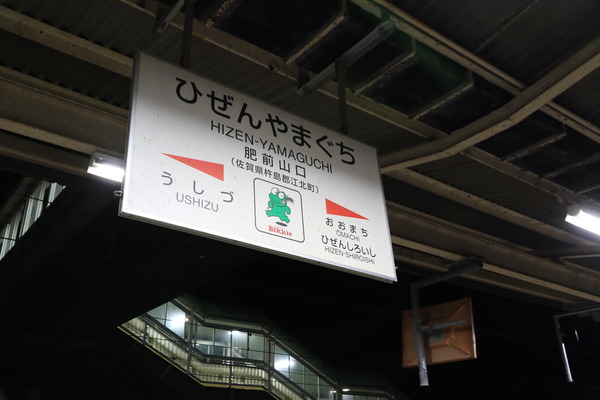 ひぜんやまぐち
HIZEN-YAMAGUCHI
肥前山口
(佐賀県杵島郡江北町)
うしづ
USHIZU
Bikkie
おおまち
OMACHI
ひぜんしろいし
HIZEN-SHIROISHI